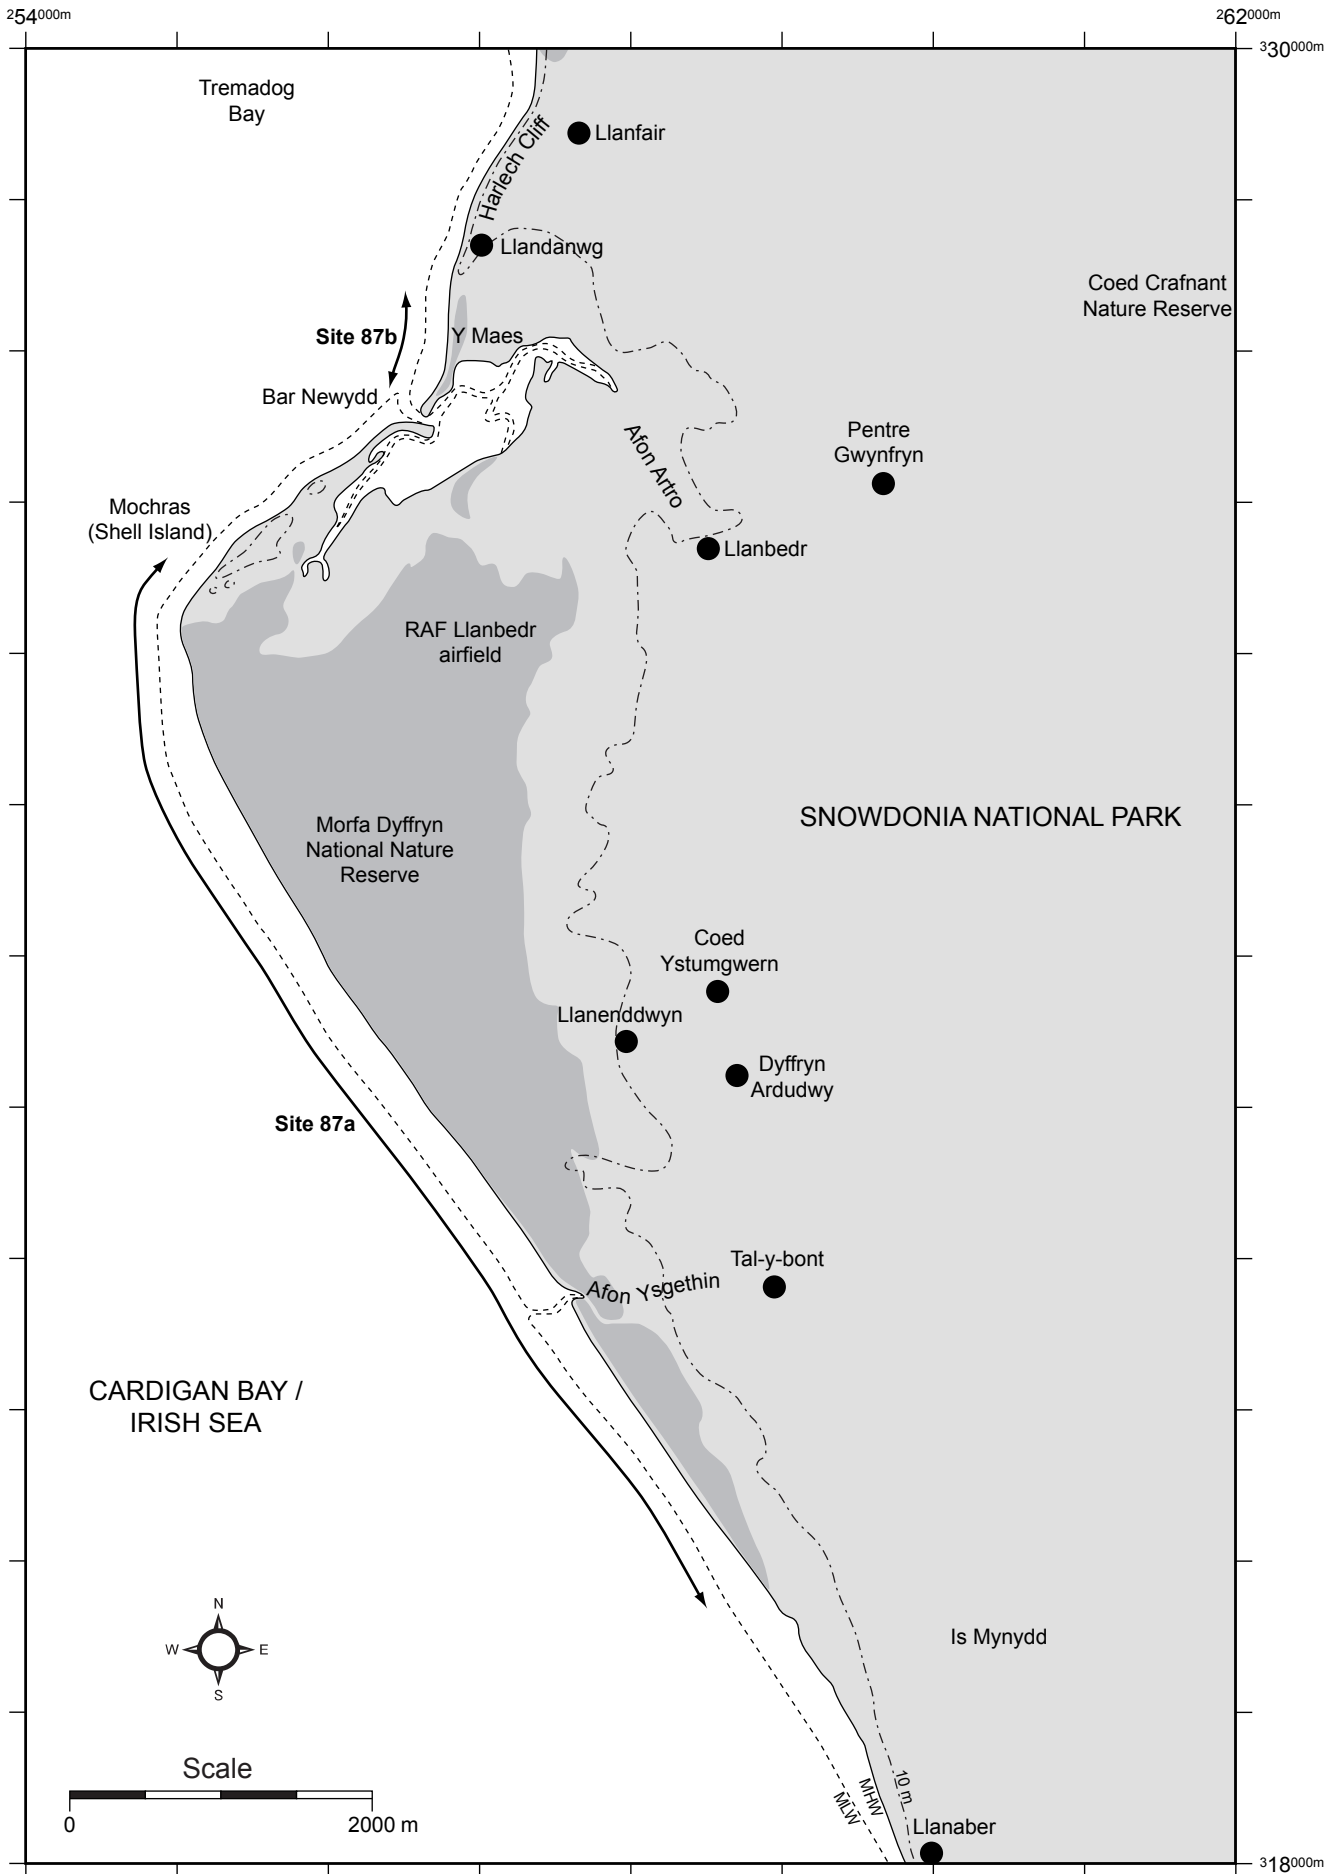 254000m
262000m
330000m
Tremadog
Bay
Llanfair
Harlech Cliff
Llandanwg
Coed Crafnant
Nature Reserve
Site 87b
Y Maes
Bar Newydd
Afon Artro
Pentre
Gwynfryn
Mochras
(Shell Island)
Llanbedr
RAF Llanbedr
airfield
SNOWDONIA NATIONAL PARK
Morfa Dyffryn
National Nature
Reserve
Coed
Ystumgwern
Llanenddwyn
Dyffryn
Ardudwy
Site 87a
Tal-y-bont
Afon Ysgethin
CARDIGAN BAY /
IRISH SEA
N
W
E
S
Is Mynydd
Scale
0
2000 m
10 m
MHW
MLW
Llanaber
318000m